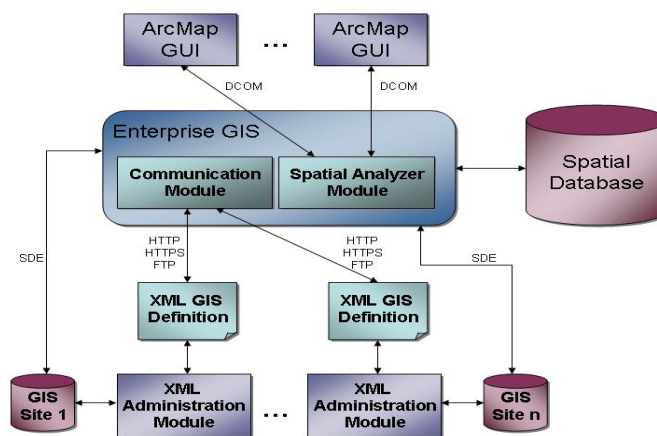 ArcMap
GUI
...
ArcMap
GUI
DCOM
DCOM
Enterprise GIS
Communication
Module
Spatial Analyzer
Module
Spatial
Database
SDE
HTTP
HTTPS
FTP
HTTP
HTTPS
FTP
SDE
XML GIS
Definition
XML GIS
Definition
GIS
Site 1
XML
Administration
Module
...
XML
Administration
Module
GIS
Site n